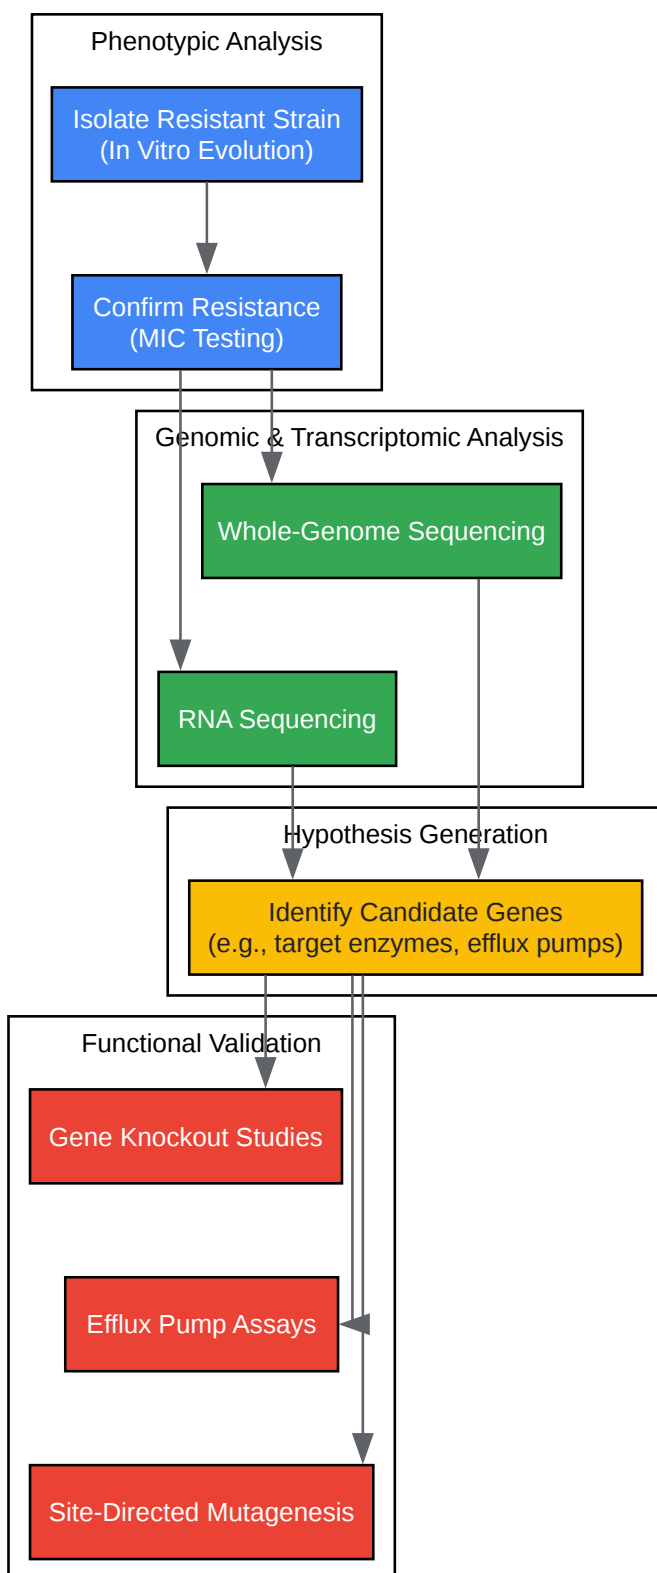 Phenotypic Analysis
Isolate Resistant Strain
(In Vitro Evolution)
Confirm Resistance
(MIC Testing)
Genomic & Transcriptomic Analysis
Whole-Genome Sequencing
RNA Sequencing
Hypothesis Generation
Identify Candidate Genes
(e.g., target enzymes, efflux pumps)
Functional Validation
Gene Knockout Studies
Efflux Pump Assays
Site-Directed Mutagenesis